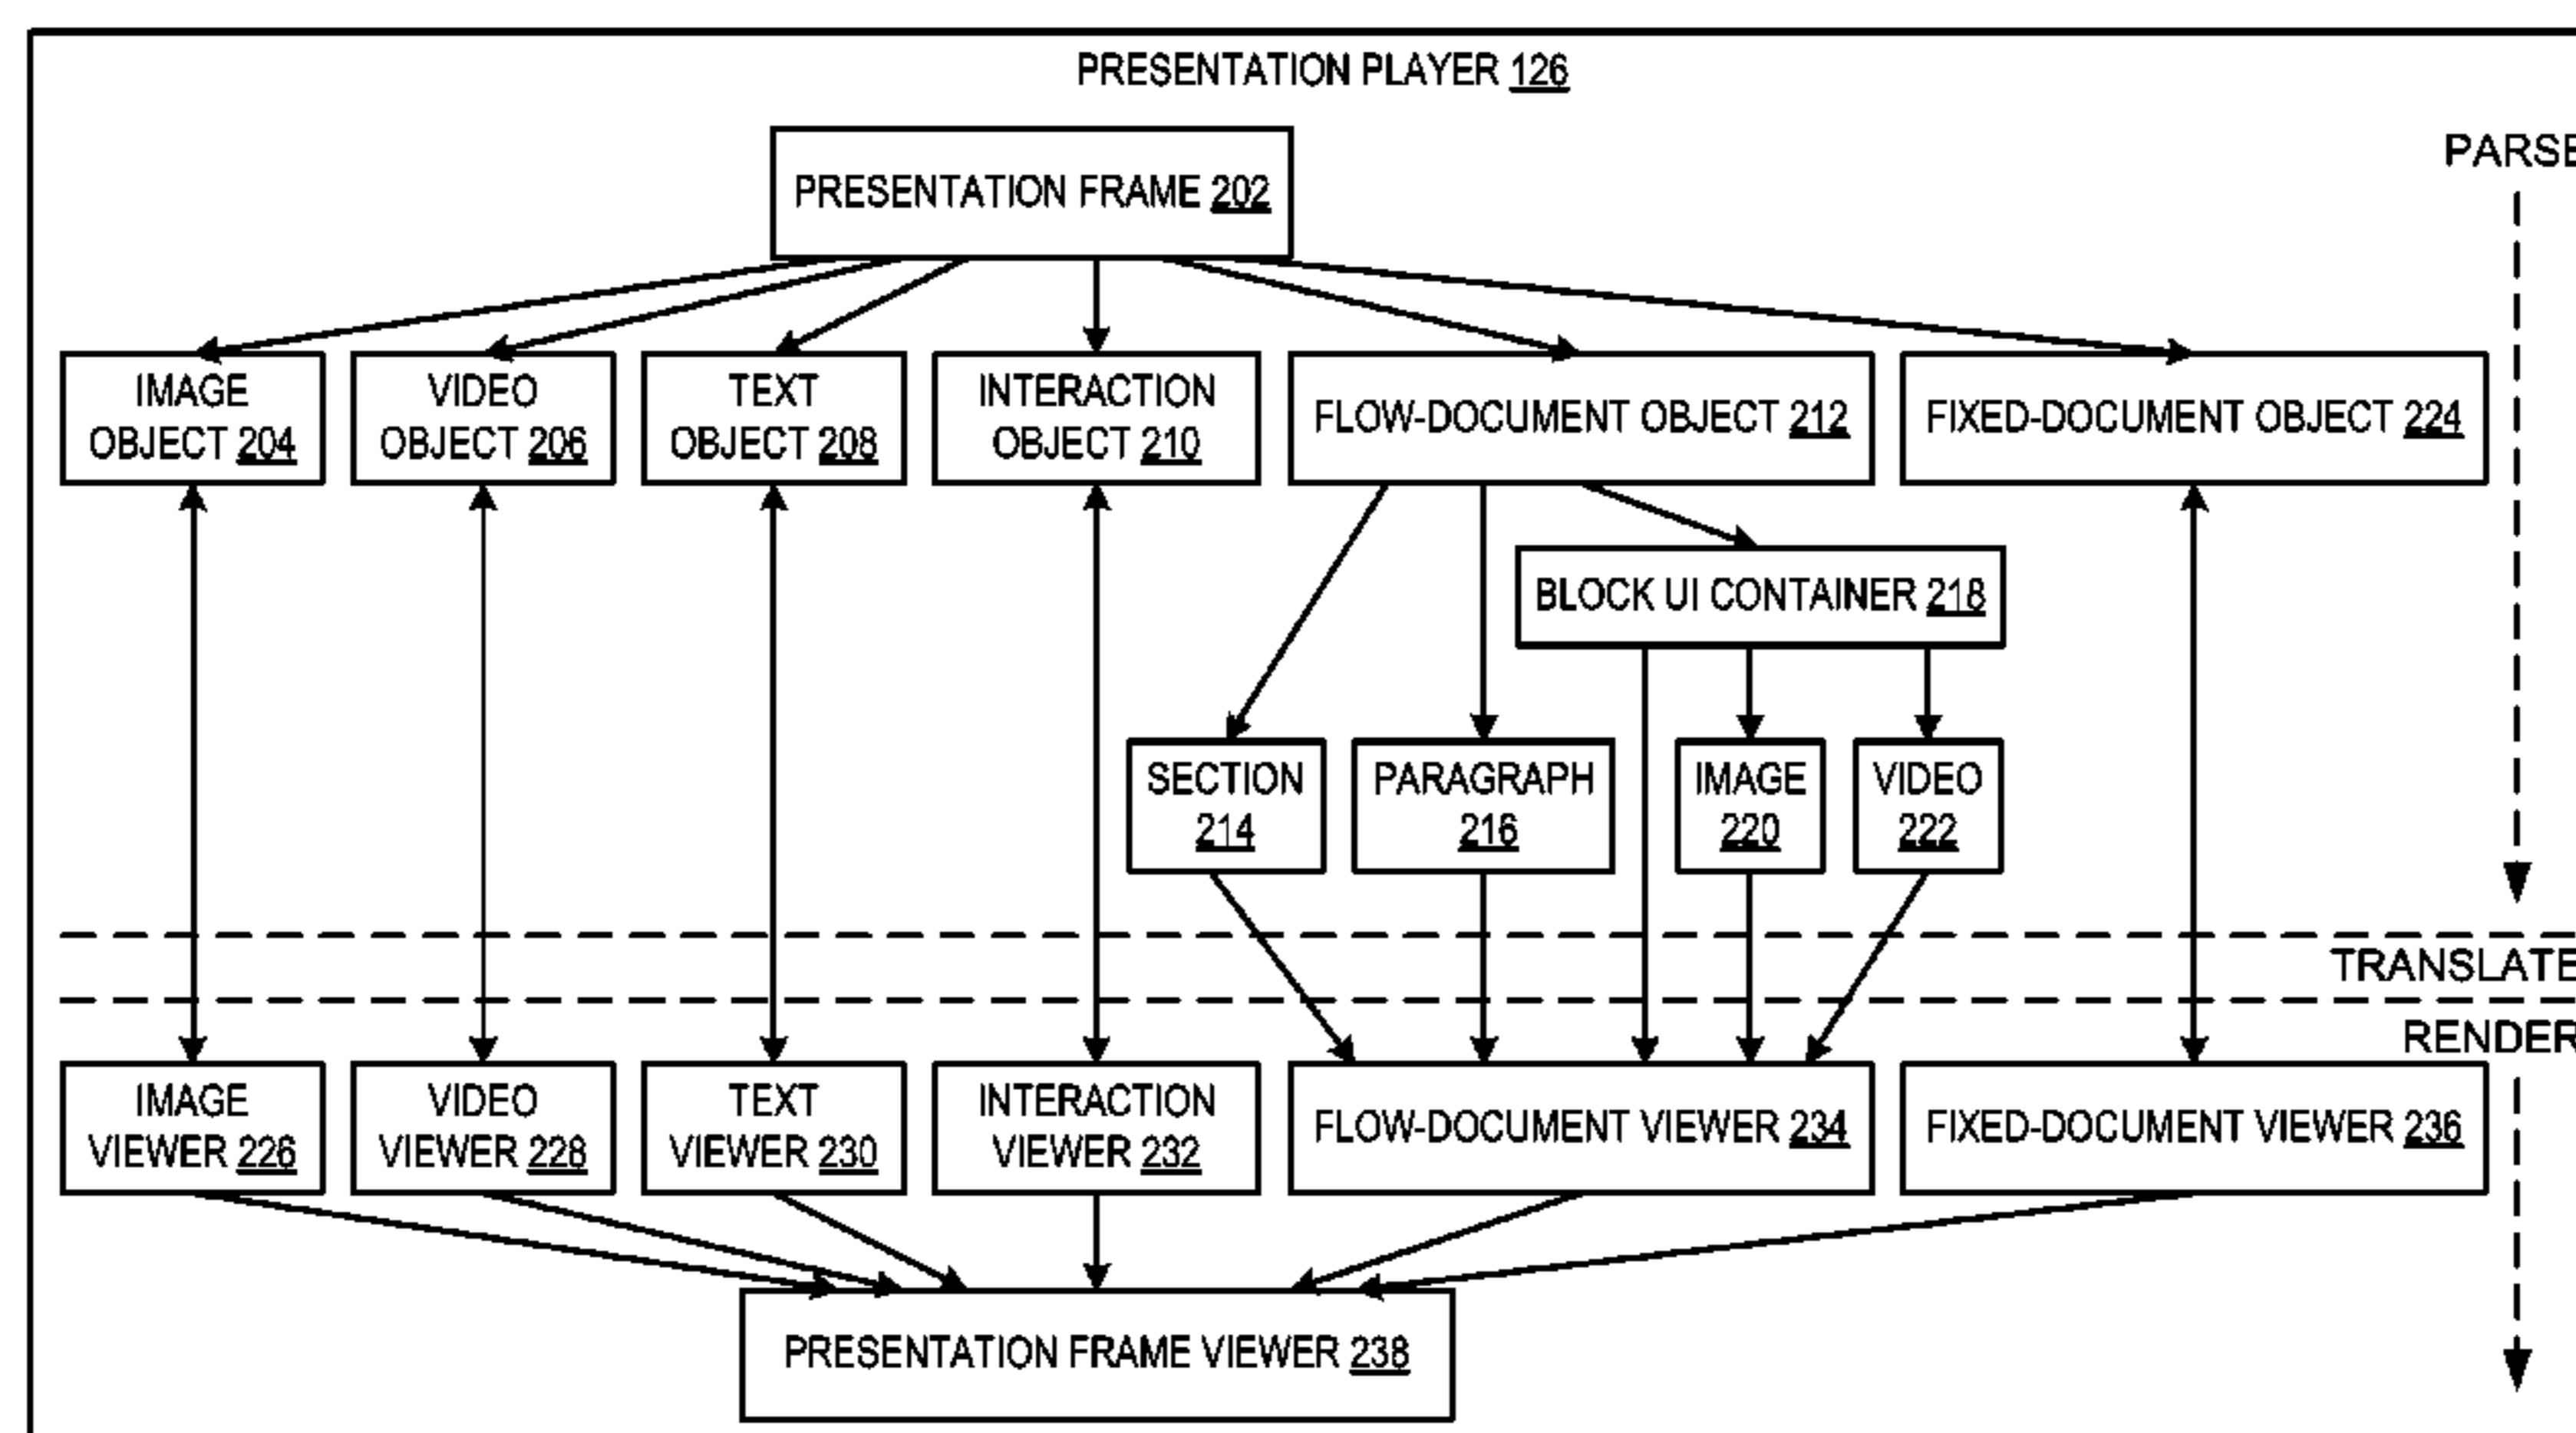 PRESENTATION PLAYER 126
PARSE
PRESENTATION FRAME 202
IMAGE
OBJECT 204
VIDEO
OBJECT 206
TEXT
OBJECT 208
INTERACTION
OBJECT 210
FLOW-DOCUMENT OBJECT 212
FIXED-DOCUMENT OBJECT 224
BLOCK UI CONTAINER 218
SECTION
214
PARAGRAPH
216
IMAGE
220
VIDEO
222
TRANSLATE
RENDER
IMAGE
VIEWER 226
VIDEO
VIEWER 228
TEXT
VIEWER 230
INTERACTION
VIEWER 232
FLOW-DOCUMENT VIEWER 234
FIXED-DOCUMENT VIEWER 236
PRESENTATION FRAME VIEWER 238